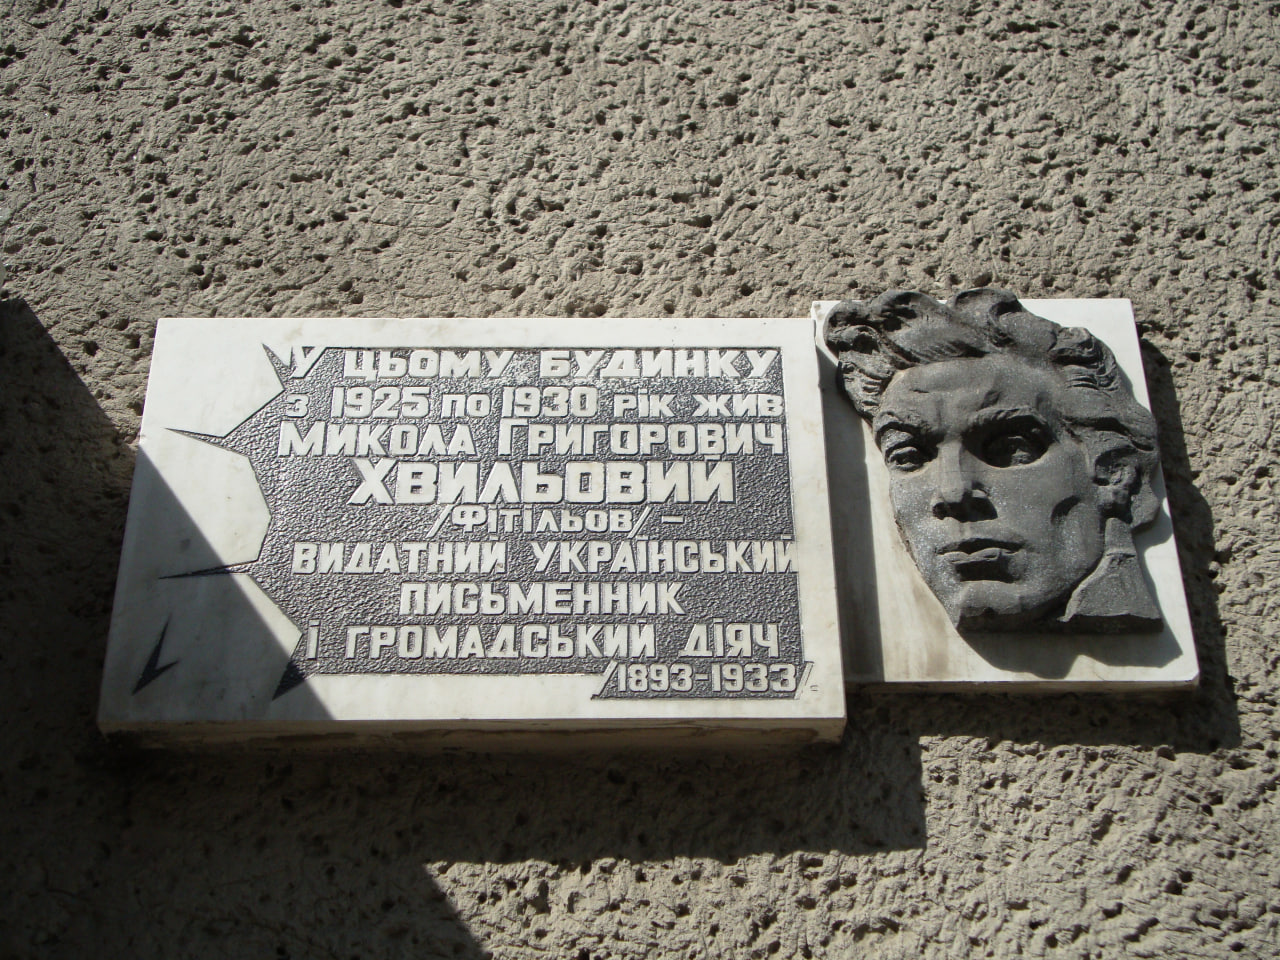 У ЦЬОМУ БУДИНКУ
З 1925 ПО 1930 РІК ЖИВ
МИКОЛА ГРИГОРОВИЧ
ХВИЛЬОВИЙ
/ФІТІЛЬОВ/ –
ВИДАТНИЙ УКРАЇНСЬКИЙ
ПИСЬМЕННИК
І ГРОМАДСЬКИЙ ДІЯЧ
/1893-1933/